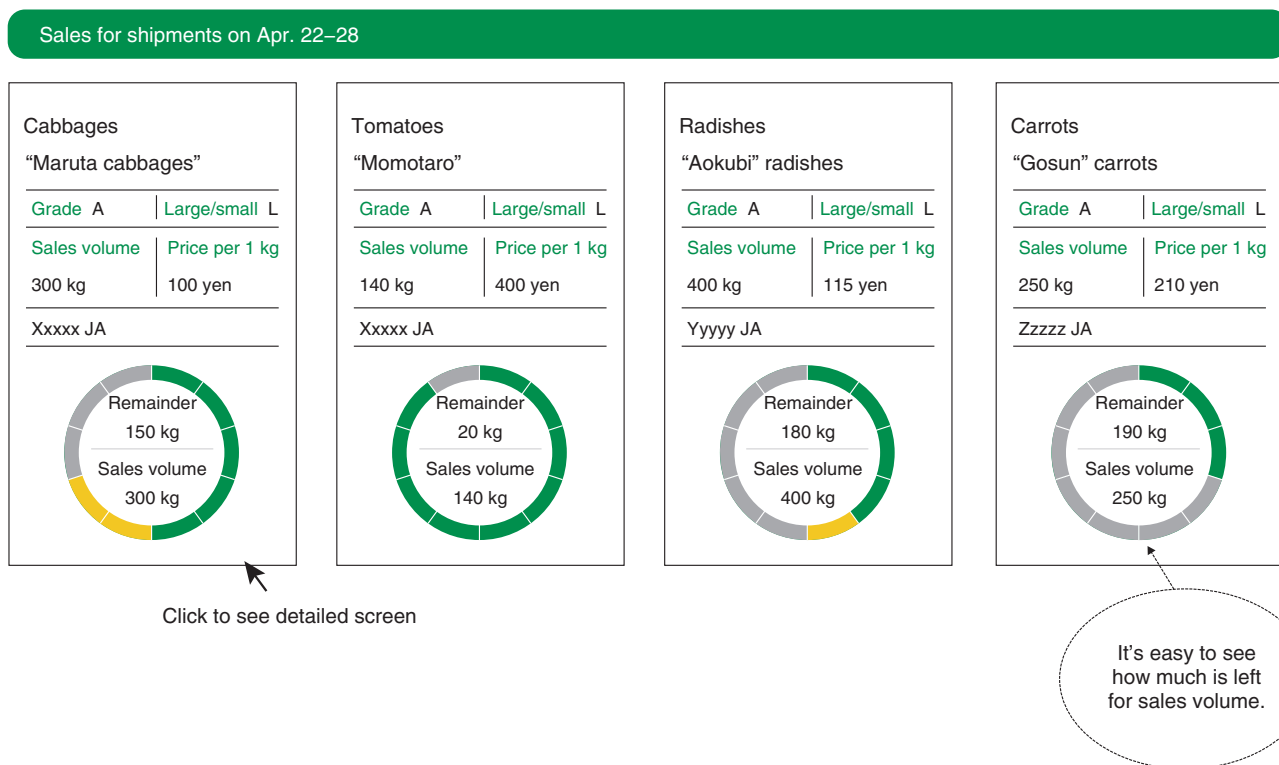 Sales for shipments on Apr. 22–28
Cabbages
“Maruta cabbages”
Grade A Large/small L
Sales volume Price per 1 kg
300 kg 100 yen
Xxxxx JA
Remainder
150 kg
Sales volume
300 kg
Tomatoes
“Momotaro”
Grade A Large/small L
Sales volume Price per 1 kg
140 kg 400 yen
Xxxxx JA
Remainder
20 kg
Sales volume
140 kg
Radishes
“Aokubi” radishes
Grade A Large/small L
Sales volume Price per 1 kg
400 kg 115 yen
Yyyyy JA
Remainder
180 kg
Sales volume
400 kg
Carrots
“Gosun” carrots
Grade A Large/small L
Sales volume Price per 1 kg
250 kg 210 yen
Zzzzz JA
Remainder
190 kg
Sales volume
250 kg
Click to see detailed screen
It’s easy to see
how much is left
for sales volume.